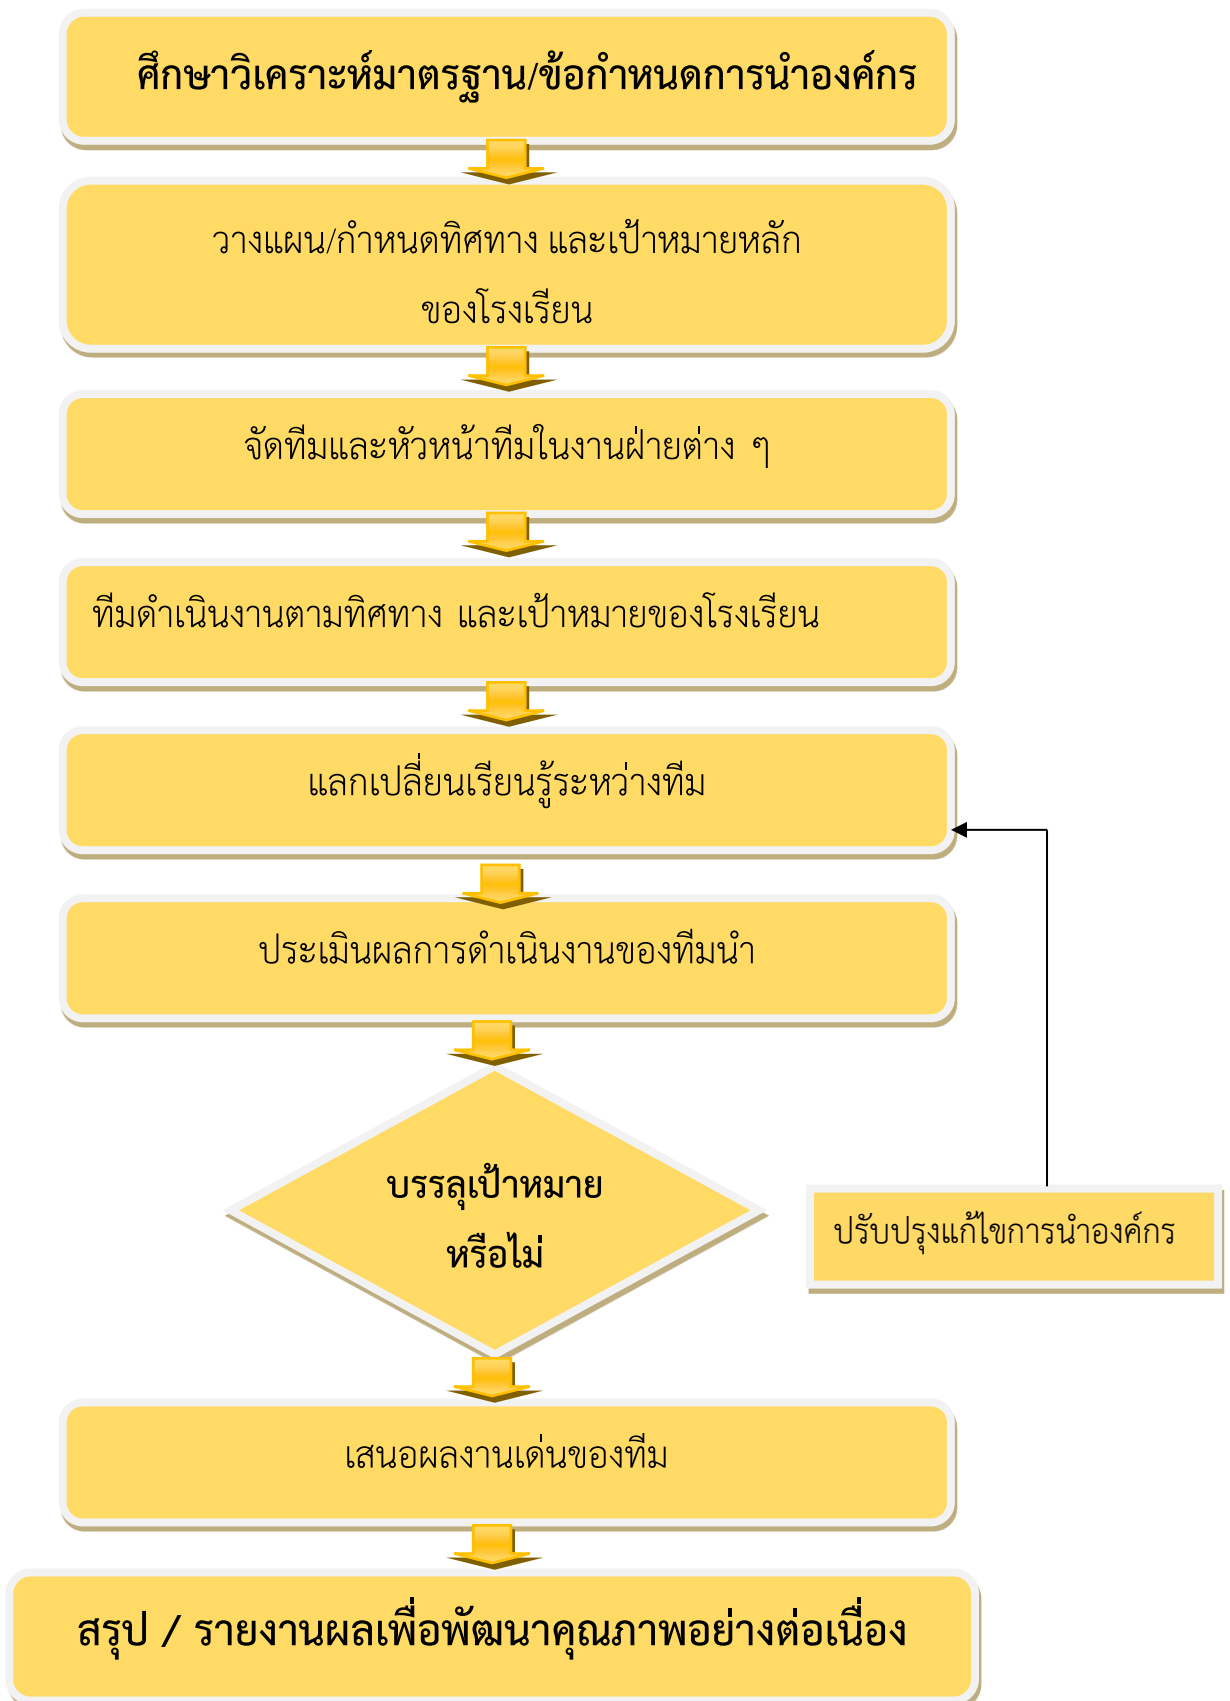 ศึกษาวิเคราะห์มาตรฐาน/ข้อกำหนดการนำองค์กร
วางแผน/กำหนดทิศทาง และเป้าหมายหลัก
ของโรงเรียน
จัดทีมและหัวหน้าทีมในงานฝ่ายต่าง ๆ
ทีมดำเนินงานตามทิศทาง และเป้าหมายของโรงเรียน
แลกเปลี่ยนเรียนรู้ระหว่างทีม
ประเมินผลการดำเนินงานของทีมนำ
บรรลุเป้าหมาย
หรือไม่
ปรับปรุงแก้ไขการนำองค์กร
เสนอผลงานเด่นของทีม
สรุป / รายงานผลเพื่อพัฒนาคุณภาพอย่างต่อเนื่อง